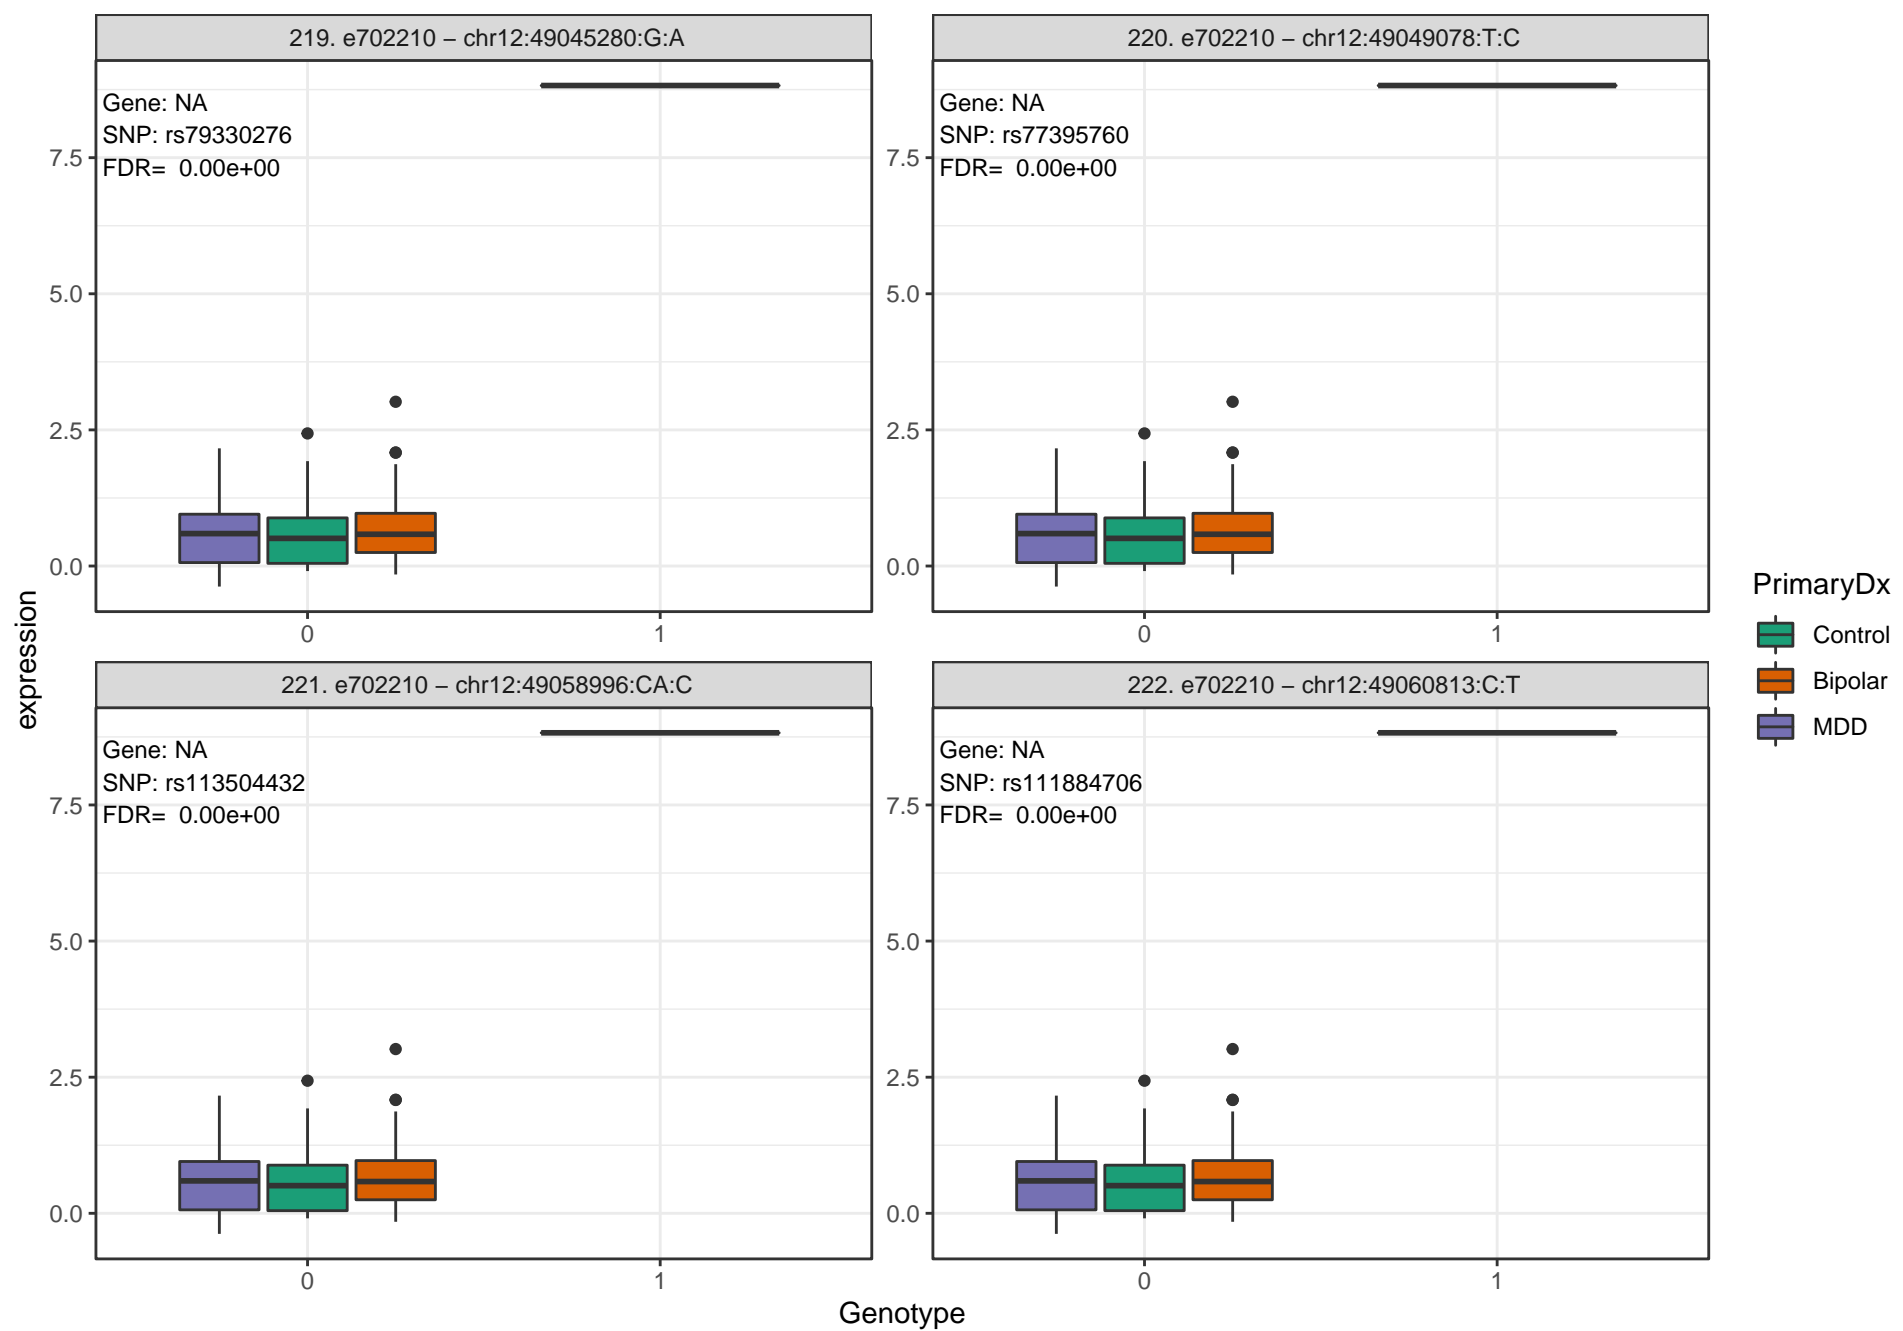 219. e702210 – chr12:49045280:G:A
220. e702210 – chr12:49049078:T:C
Gene: NA
SNP: rs79330276
FDR=  0.00e+00
Gene: NA
SNP: rs77395760
FDR=  0.00e+00
7.5
5.0
2.5
0.0
7.5
5.0
2.5
0.0
0
1
0
1
221. e702210 – chr12:49058996:CA:C
222. e702210 – chr12:49060813:C:T
Gene: NA
SNP: rs113504432
FDR=  0.00e+00
Gene: NA
SNP: rs111884706
FDR=  0.00e+00
7.5
5.0
2.5
0.0
7.5
5.0
2.5
0.0
0
1
0
1
expression
Genotype
PrimaryDx
Control
Bipolar
MDD